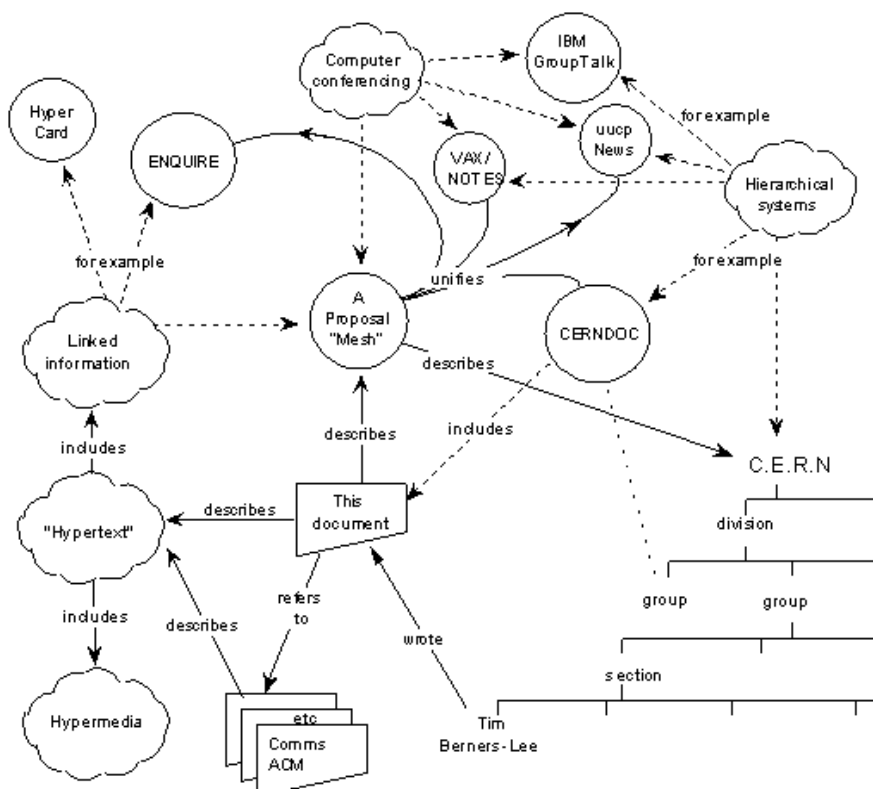 IBM
GroupTalk
Computer
conferencing
Hyper
Card
for example
uucp
News
ENQUIRE
VAX/
NOTES
Hierarchical
systems
for example
for example
unifies
A
Proposal
"Mesh"
CERNDOC
Linked
information
describes
includes
describes
includes
C.E.R.N
This
document
describes
"Hypertext"
division
refers
to
group
group
includes
describes
wrote
section
Hypermedia
etc
Tim
Berners-Lee
Comms
ACM